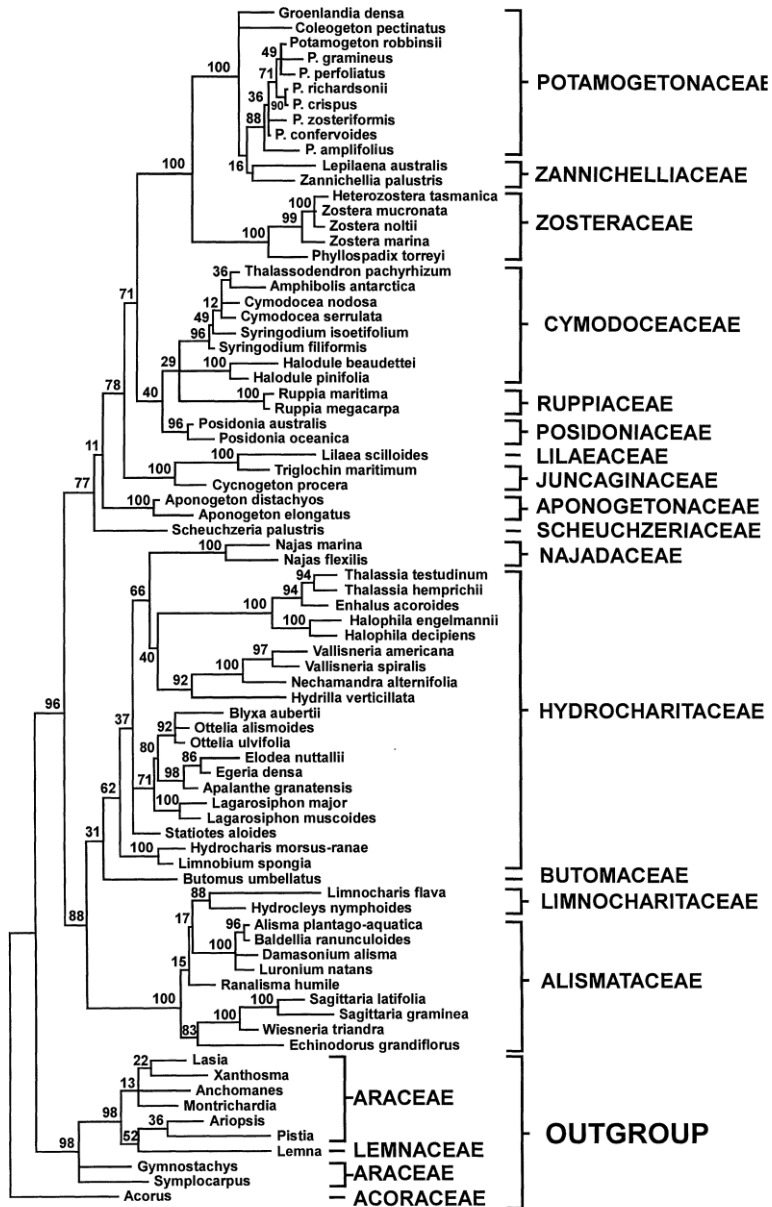 Groenlandia densa
Coleogeton pectinatus
Potamogeton robbinsii
49
P. gramineus
71
P. perfoliatus
100
P. richardsonii
36
90
P. crispus
POTAMOGETONACEAE
P. zosteriformis
88
P. confervoides
P. amplifolius
100
16
Lepilaena australis
Zannichellia palustris
ZANNICHELLIACEAE
Heterozostera tasmanica
100
Zostera mucronata
99
Zostera noltii
ZOSTERACEAE
100
Zostera marina
Phyllospadix torreyi
36
Thalassodendron pachyrhizum
Amphibolis antarctica
71
12
Cymodocea nodosa
49
Cymodocea serrulata
CYMODOCEACEAE
96
Syringodium isoetifolium
Syringodium filiformis
29
100
Halodule beaudettei
Halodule pinifolia
78
40
100
Ruppia maritima
Ruppia megacarpa
RUPPIACEAE
96
Posidonia australis
Posidonia oceanica
POSIDONIACEAE
11
100
Lilaea scilloides
LILAEACEAE
100
Triglochin maritimum
Cycnogeton procera
JUNCAGINACEAE
77
100
Aponogeton distachyos
Aponogeton elongatus
APONOGETONACEAE
Scheuchzeria palustris
SCHEUCHZERIACEAE
100
Najas marina
Najas flexilis
NAJADACEAE
94
Thalassia testudinum
66
94
Thalassia hemprichii
100
Enhalus acoroides
100
Halophila engelmannii
Halophila decipiens
40
97
Vallisneria americana
100
Vallisneria spiralis
92
Nechamandra alternifolia
Hydrilla verticillata
96
HYDROCHARITACEAE
37
Blyxa aubertii
92
Ottelia alismoides
80
Ottelia ulvifolia
86
Elodea nuttallii
71
98
Egeria densa
Apalanthe granatensis
62
100
Lagarosiphon major
Lagarosiphon muscoides
Statiotes aloides
31
100
Hydrocharis morsus-ranae
Limnobium spongia
Butomus umbellatus
BUTOMACEAE
88
88
Limnocharis flava
Hydrocleys nymphoides
LIMNOCHARITACEAE
17
96
Alisma plantago-aquatica
Baldellia ranunculoides
100
Damasonium alisma
15
Luronium natans
Ranalisma humile
ALISMATACEAE
100
100
Sagittaria latifolia
100
Sagittaria graminea
83
Wiesneria triandra
Echinodorus grandiflorus
22
Lasia
13
Xanthosma
Anchomanes
ARACEAE
98
Montrichardia
36
Ariopsis
52
Pistia
OUTGROUP
Lemna
LEMNACEAE
98
Gymnostachys
Symplocarpus
ARACEAE
Acorus
ACORACEAE